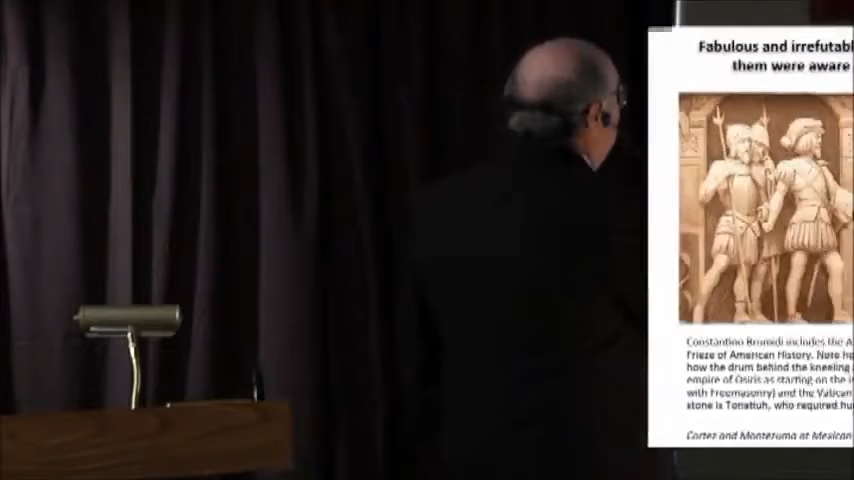 Fabulous and irrefutabl
them were aware
Constantino Brumidi includes the A
Frieze of American History. Note h
how the drum behind the kneeling
empire of Osiris as starting on the i
with Freemasonry) and the Vatican
stone is Tonatiuh, who required hu
Cortez and Montezuma at Mexican